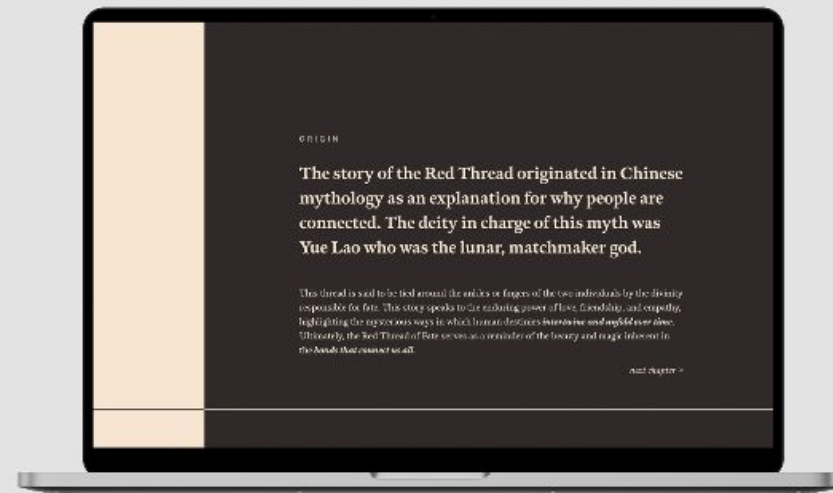 ORIGIN
The story of the Red Thread originated in Chinese
mythology as an explanation for why people are
connected. The deity in charge of this myth was
Yue Lao who was the lunar, matchmaker god.
This thread is said to be tied around the ankles or fingers of the two individuals by the divinity
responsible for fate. This story speaks to the enduring power of love, friendship, and empathy,
highlighting the mysterious ways in which human destinies intertwine and unfold over time.
Ultimately, the Red Thread of Fate serves as a reminder of the beauty and magic inherent in
the bonds that connect us all.
next chapter >